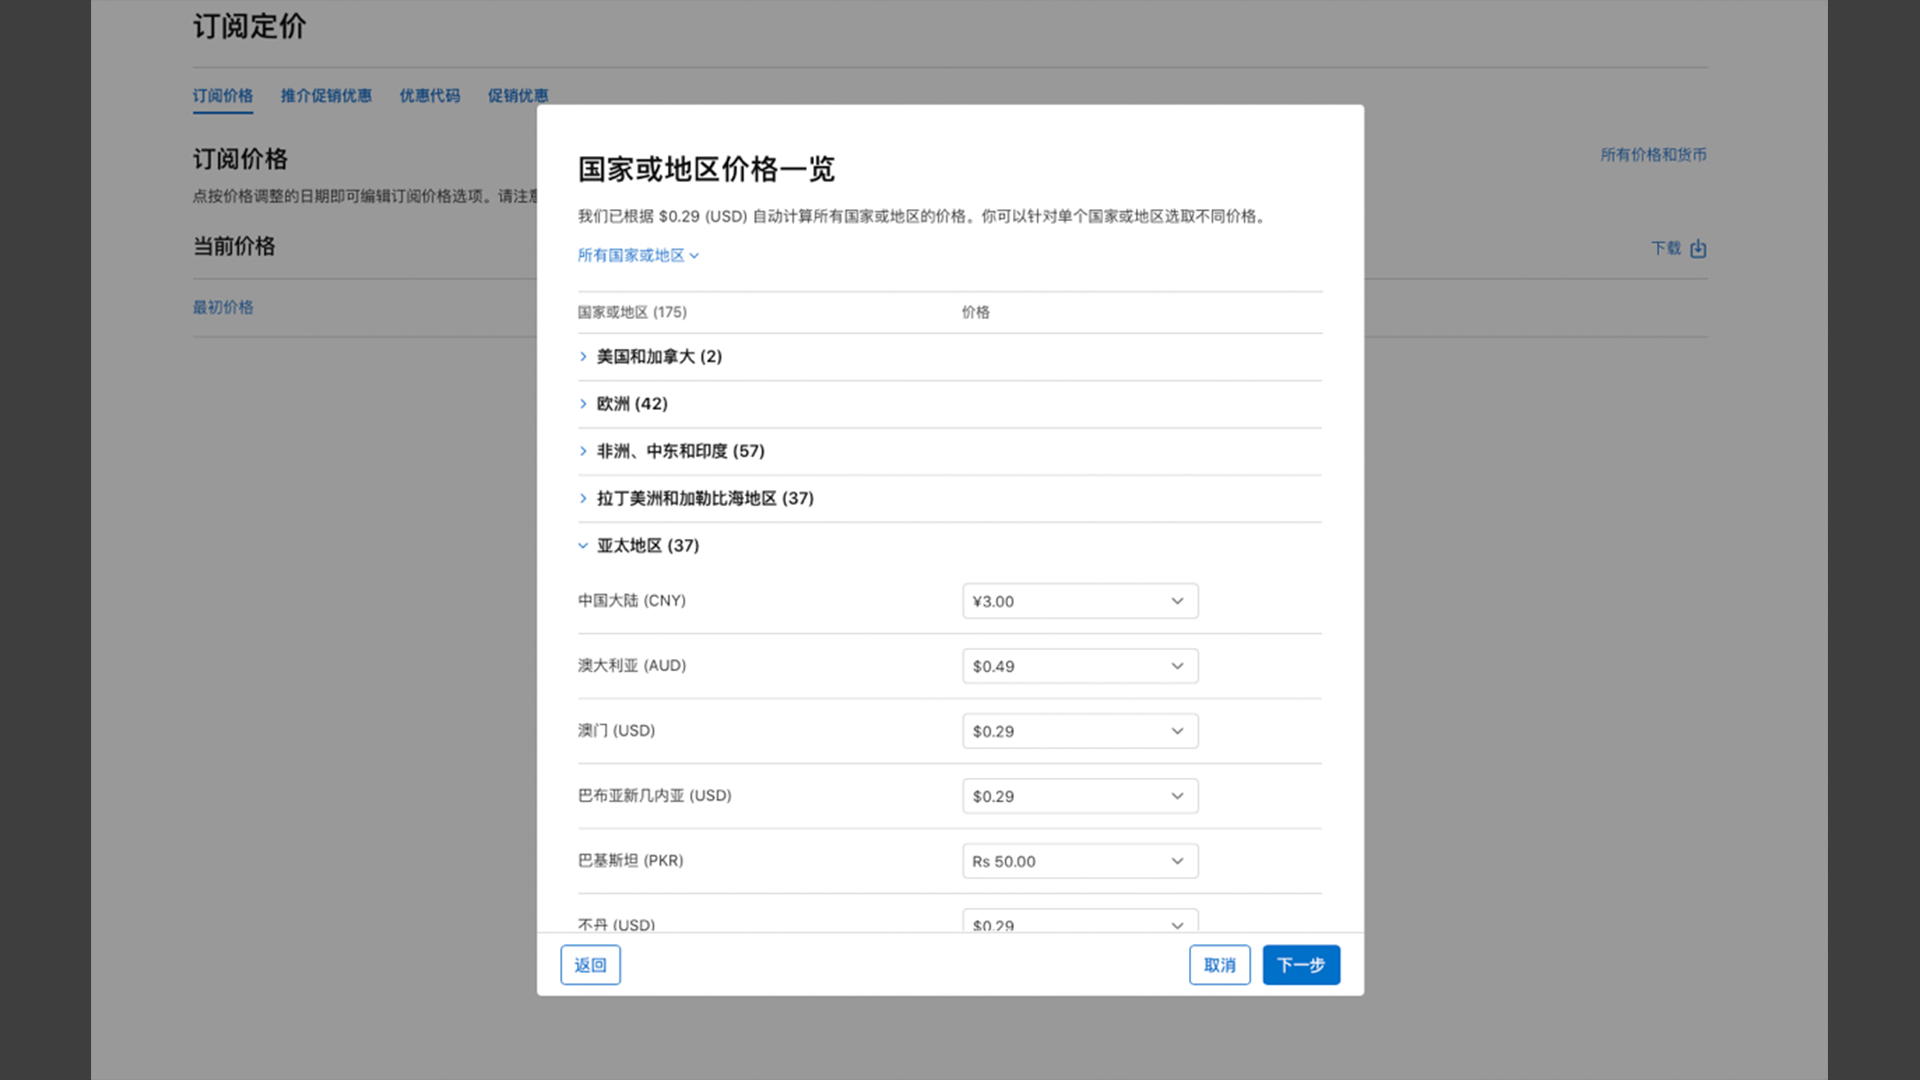 订阅定价
订阅价格 推介促销优惠 优惠代码 促销优惠
订阅价格
所有价格和货币
点按价格调整的日期即可编辑订阅价格选项。请注意
当前价格
下载
最初价格
国家或地区价格一览
我们已根据 $0.29 (USD) 自动计算所有国家或地区的价格。你可以针对单个国家或地区选取不同价格。
所有国家或地区
国家或地区 (175) 价格
美国和加拿大 (2)
欧洲 (42)
非洲、中东和印度 (57)
拉丁美洲和加勒比海地区 (37)
亚太地区 (37)
中国大陆 (CNY) ¥3.00
澳大利亚 (AUD) $0.49
澳门 (USD) $0.29
巴布亚新几内亚 (USD) $0.29
巴基斯坦 (PKR) Rs 50.00
不丹 (USD) $0.29
返回 取消 下一步